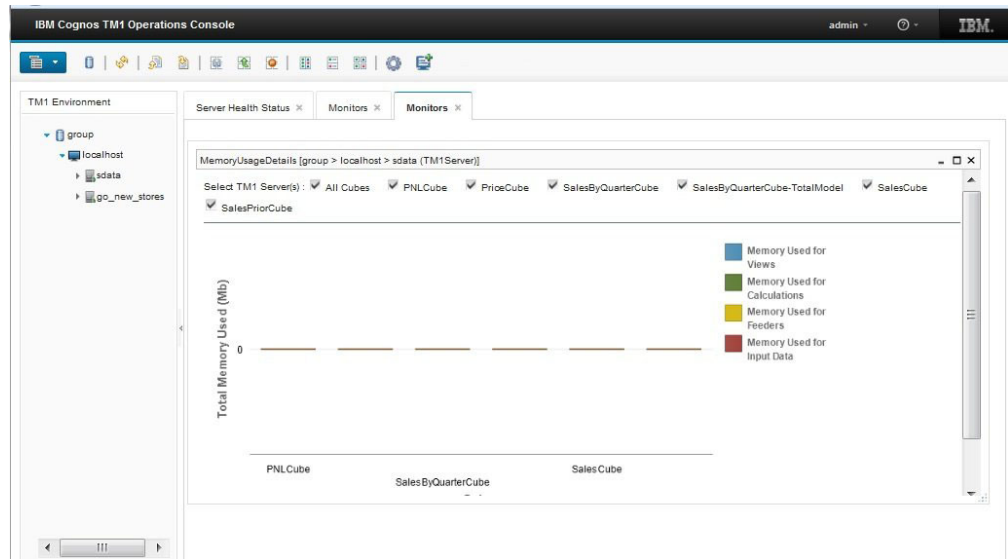 IBM Cognos TM1 Operations Console
admin
IBM.
TM1 Environment
group
localhost
sdata
go_new_stores
Server Health Status
Monitors
Monitors
MemoryUsageDetails [group > localhost > sdata (TM1Server)]
Select TM1 Server(s) : All Cubes PNLCube PriceCube SalesByQuarterCube SalesByQuarterCube-TotalModel SalesCube
SalesPriorCube
Total Memory Used (Mb)
0
Memory Used for
Views
Memory Used for
Calculations
Memory Used for
Feeders
Memory Used for
Input Data
PNLCube
SalesByQuarterCube
SalesCube